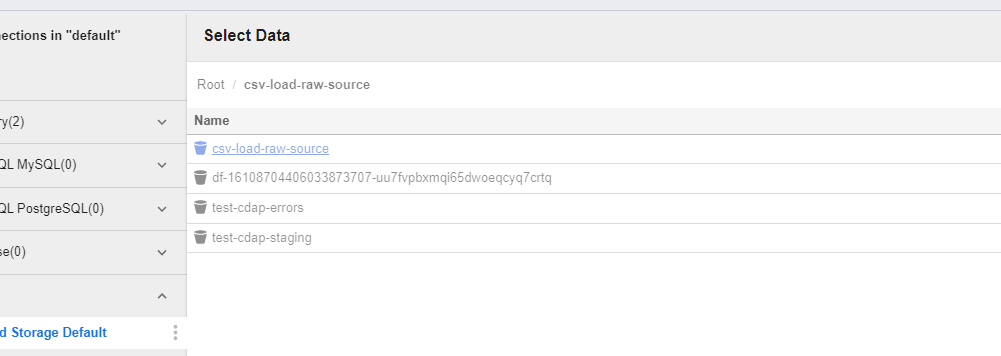 ections in "default"
Select Data
Root / csv-load-raw-source
Name
ry(2)
csv-load-raw-source
QL MySQL(0)
df-16108704406033873707-uu7fvpbxmqi65dwoeqcyq7crtq
QL PostgreSQL(0)
test-cdap-errors
test-cdap-staging
se(0)
d Storage Default